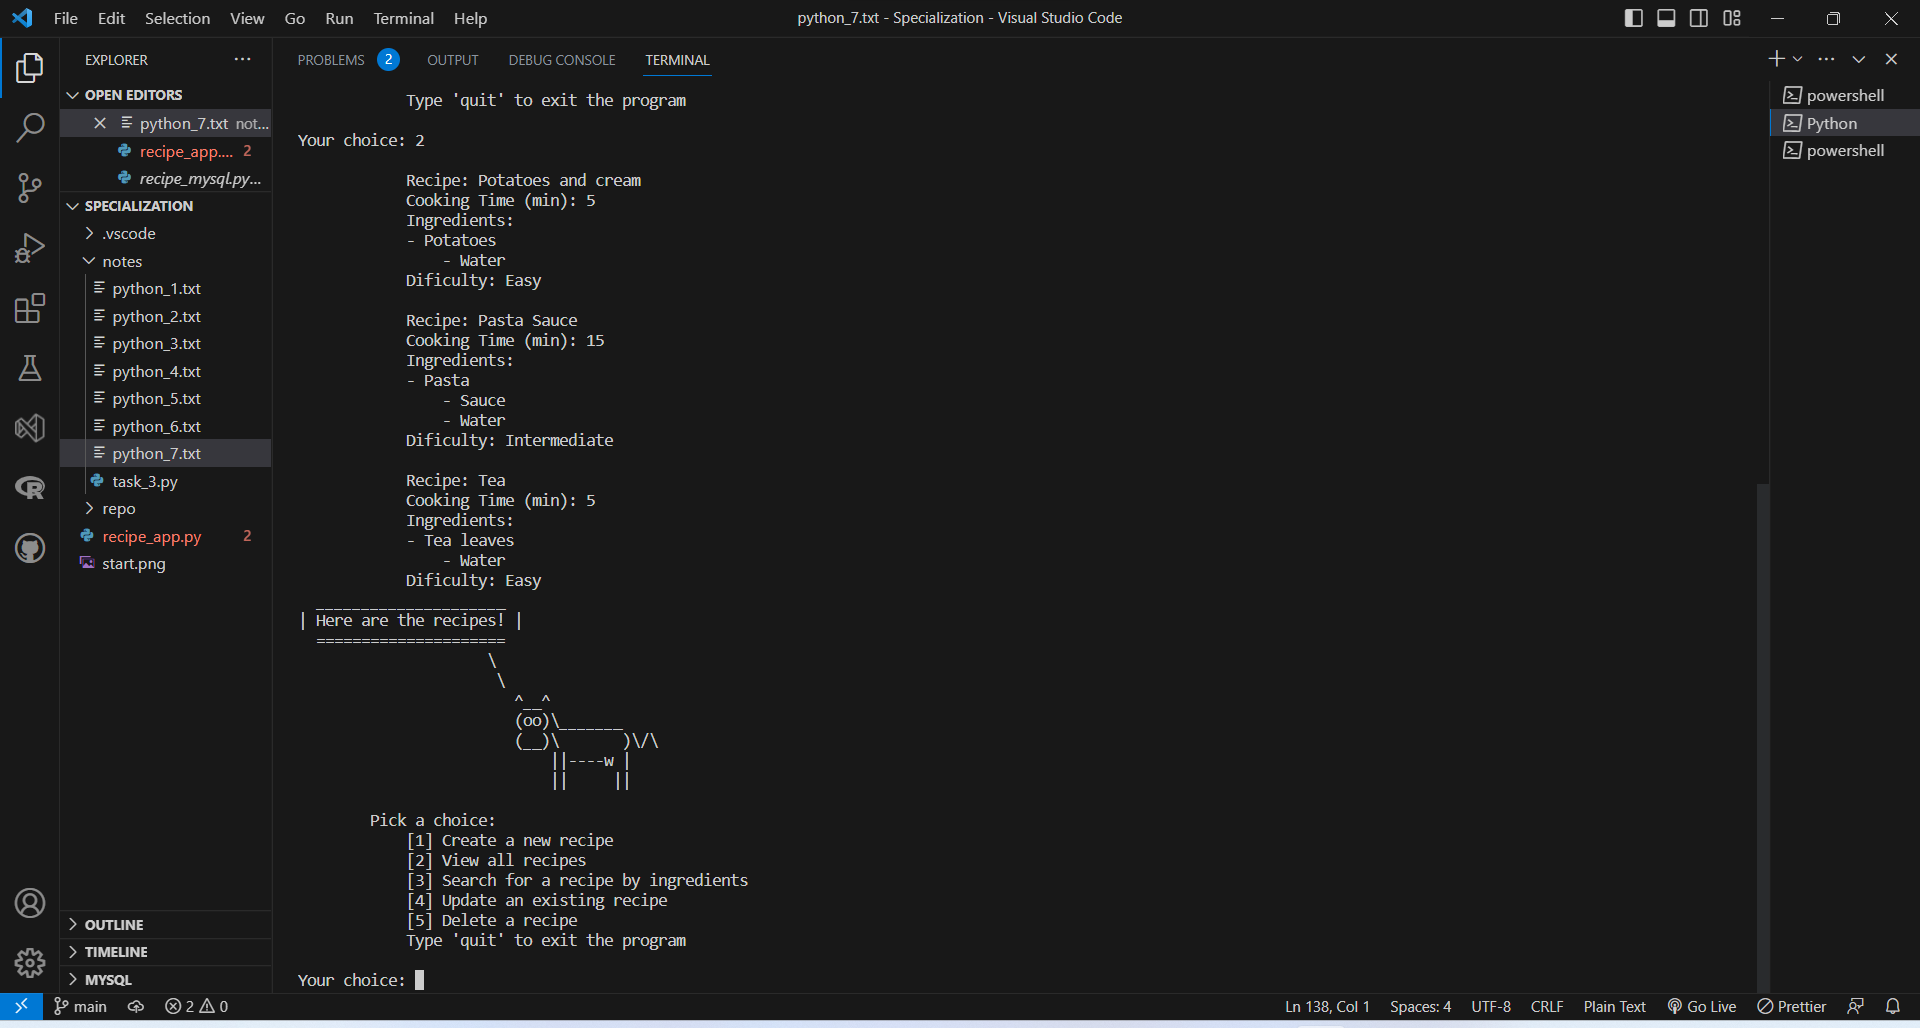 File Edit Selection View Go Run Terminal Help
python_7.txt - Specialization - Visual Studio Code
EXPLORER
OPEN EDITORS
python_7.txt not...
recipe_app.... 2
recipe_mysql.py...
SPECIALIZATION
.vscode
notes
python_1.txt
python_2.txt
python_3.txt
python_4.txt
python_5.txt
python_6.txt
python_7.txt
task_3.py
repo
recipe_app.py 2
start.png
OUTLINE
TIMELINE
MYSQL
PROBLEMS 2 OUTPUT DEBUG CONSOLE TERMINAL
Type 'quit' to exit the program
Your choice: 2
Recipe: Potatoes and cream
Cooking Time (min): 5
Ingredients:
- Potatoes
- Water
Dificulty: Easy
Recipe: Pasta Sauce
Cooking Time (min): 15
Ingredients:
- Pasta
- Sauce
- Water
Dificulty: Intermediate
Recipe: Tea
Cooking Time (min): 5
Ingredients:
- Tea leaves
- Water
Dificulty: Easy
_____________________
| Here are the recipes! |
=====================
\
\
^__^
(oo)\_______
(__)\       )\/\
||----w |
||     ||
Pick a choice:
[1] Create a new recipe
[2] View all recipes
[3] Search for a recipe by ingredients
[4] Update an existing recipe
[5] Delete a recipe
Type 'quit' to exit the program
Your choice:
powershell
Python
powershell
main 2 0
Ln 138, Col 1 Spaces: 4 UTF-8 CRLF Plain Text Go Live Prettier